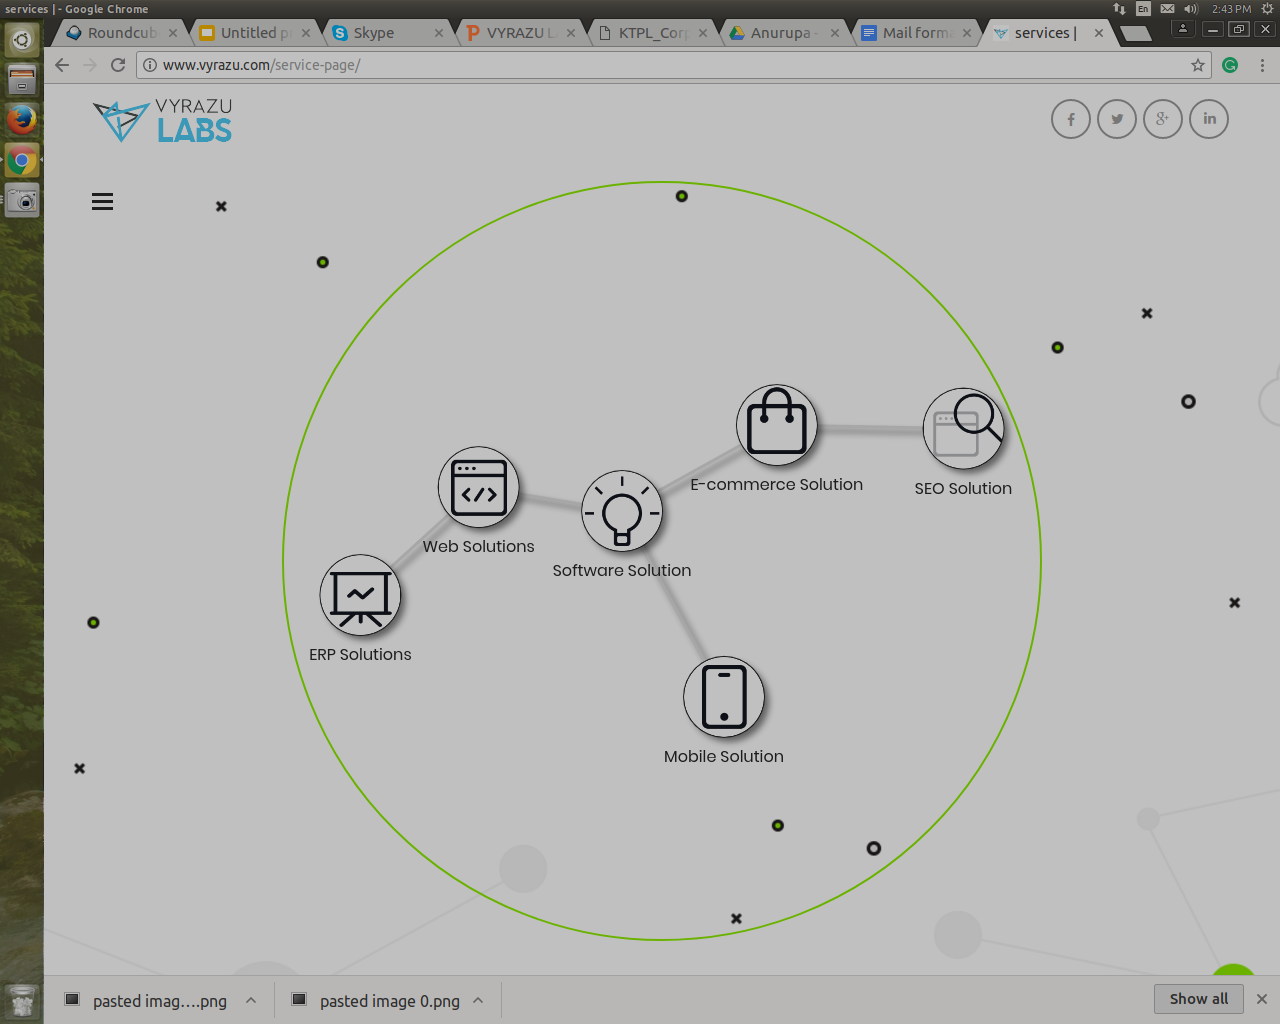 services | - Google Chrome
En
2:43 PM
Roundcub
Untitled p
Skype
VYRAZU L
KTPL_Corp
Anurupa -
Mail forma
services |
www.vyrazu.com/service-page/
VYRAZU
LABS
E-commerce Solution
SEO Solution
Web Solutions
Software Solution
ERP Solutions
Mobile Solution
pasted imag....png
pasted image 0.png
Show all